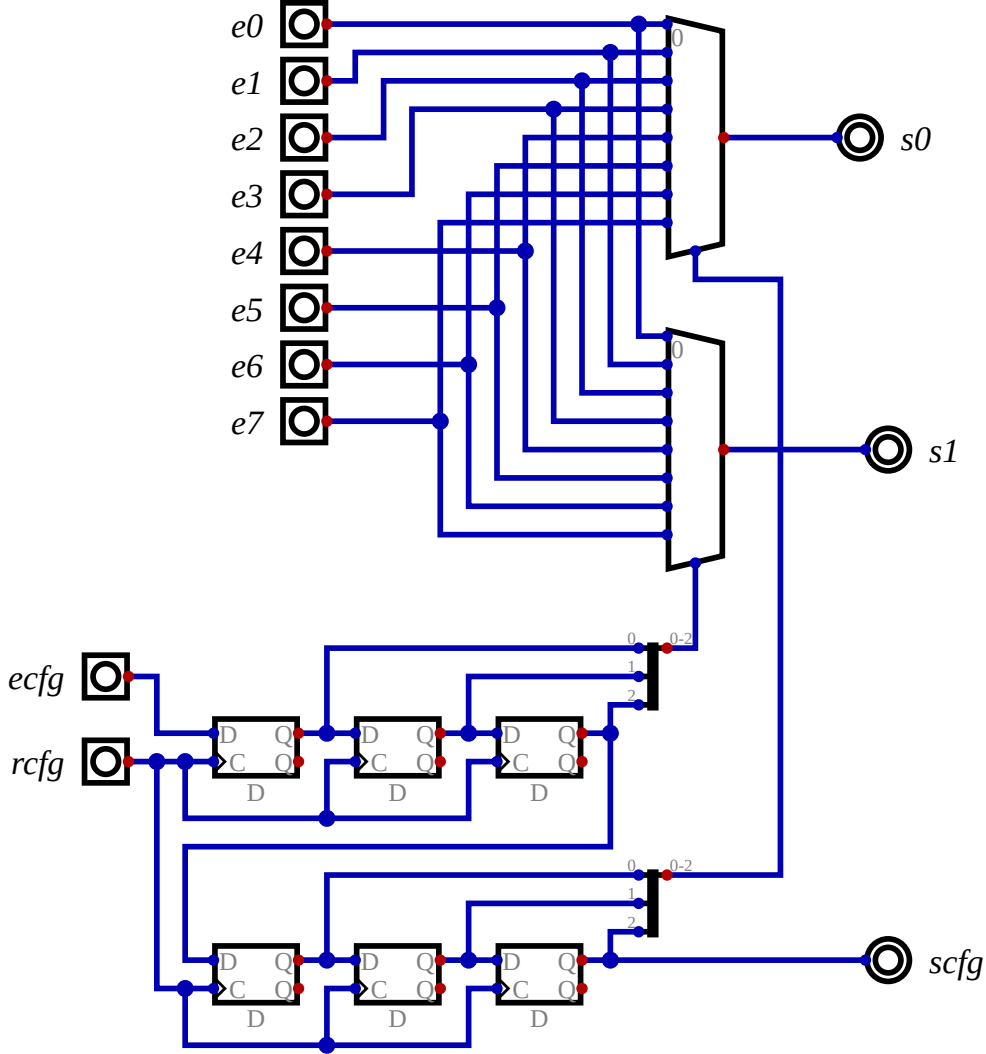 e0
0
e1
e2
s0
e3
e4
e5
0
e6
e7
s1
0
0-2
1
ecfg
2
D Q D Q D Q
rcfg
C Q C Q C Q
D D D
0
0-2
1
2
D Q D Q D Q
scfg
C Q C Q C Q
D D D